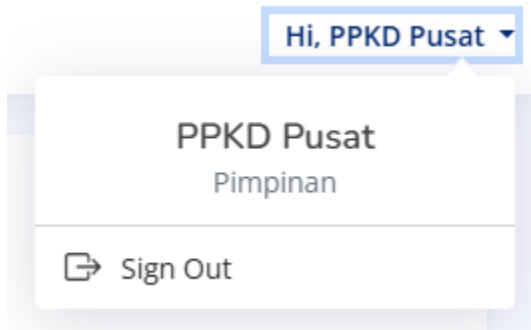 Hi, PPKD Pusat
PPKD Pusat
Pimpinan
Sign Out